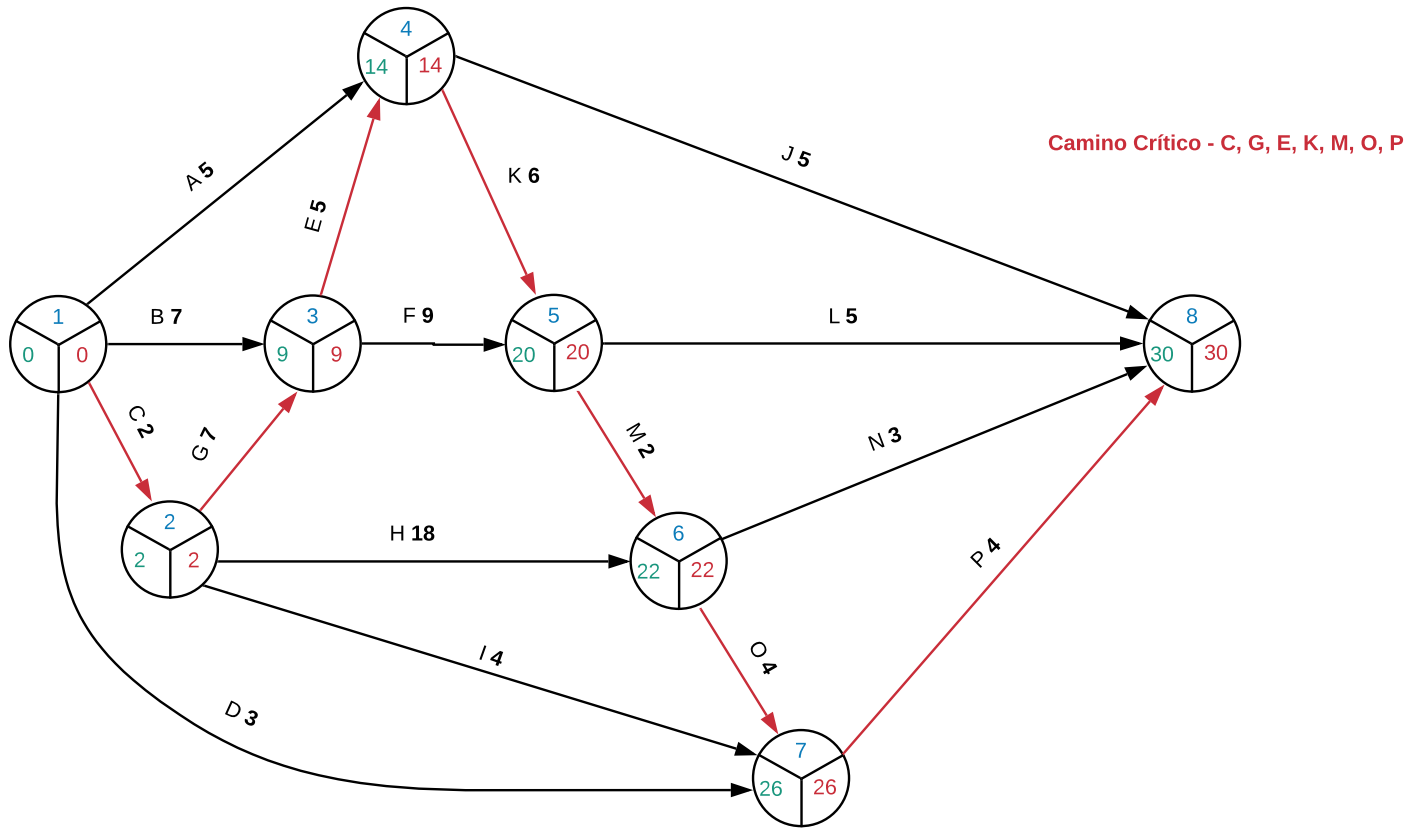 4
14 14
Camino Crítico - C, G, E, K, M, O, P
J 5
A 5
K 6
E 5
1
0 0
B 7
3
9 9
F 9
5
20 20
L 5
8
30 30
C 2
G 7
M 2
N 3
2
2 2
H 18
6
22 22
P 4
I 4
O 4
D 3
7
26 26